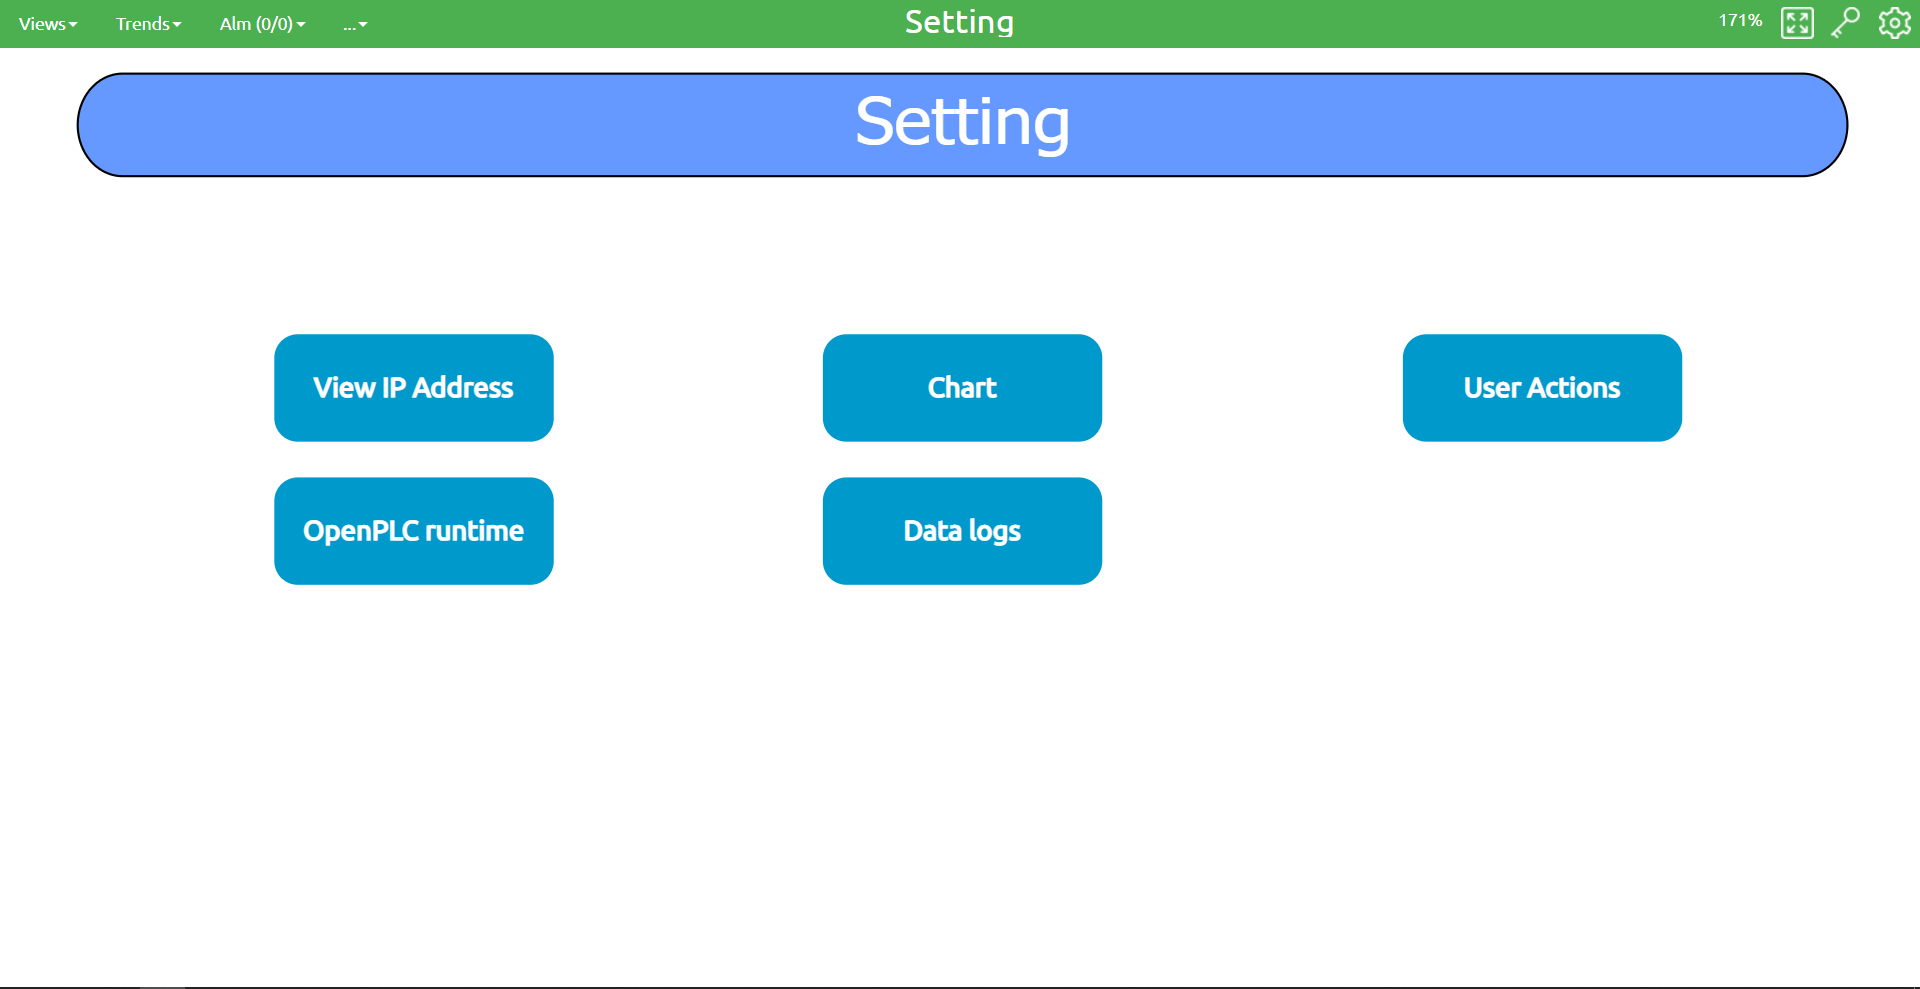 Views
Trends
Alm (0/0)
...
Setting
171%
Setting
View IP Address
Chart
User Actions
OpenPLC runtime
Data logs